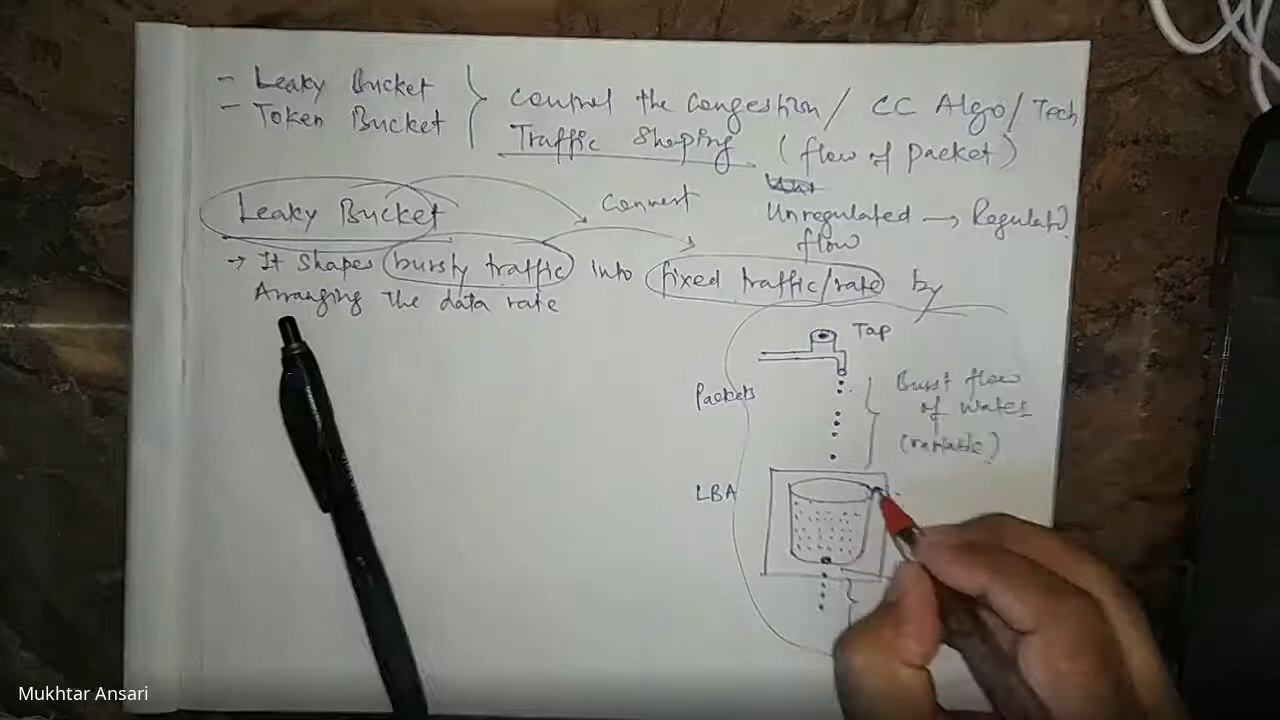 - Leaky Bucket
- Token Bucket
Control the Congestion / CC Algo / Tech
Traffic Shaping (flow of packet)
Leaky Bucket
Convert
Unregulated → Regulated
flow
→ It Shapes bursty traffic into fixed traffic/rate by
Arranging the data rate
Tap
Packets
Burst flow
of water
(variable)
LBA
Mukhtar Ansari